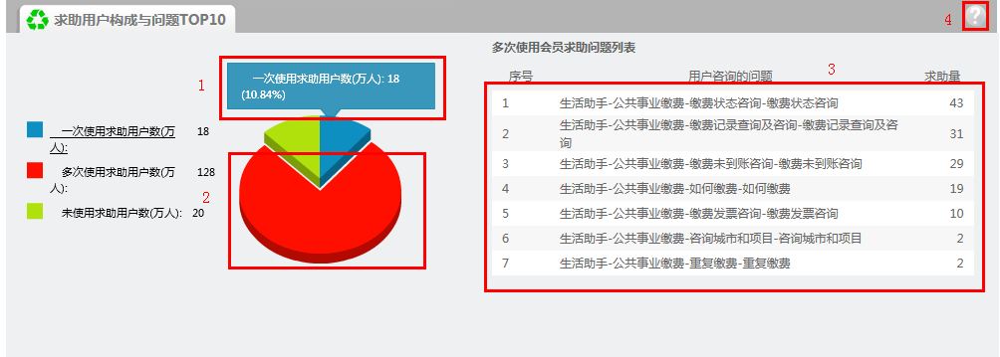 求助用户构成与问题TOP10
4
?
1
一次使用求助用户数(万人): 18
(10.84%)
一次使用求助用户数(万
人):
18
多次使用求助用户数(万
人):
128
未使用求助用户数(万人):
20
2
多次使用会员求助问题列表
3
序号 用户咨询的问题 求助量
1 生活助手-公共事业缴费-缴费状态咨询-缴费状态咨询 43
2 生活助手-公共事业缴费-缴费记录查询及咨询-缴费记录查询及咨
询 31
3 生活助手-公共事业缴费-缴费未到账咨询-缴费未到账咨询 29
4 生活助手-公共事业缴费-如何缴费-如何缴费 19
5 生活助手-公共事业缴费-缴费发票咨询-缴费发票咨询 10
6 生活助手-公共事业缴费-咨询城市和项目-咨询城市和项目 2
7 生活助手-公共事业缴费-重复缴费-重复缴费 2